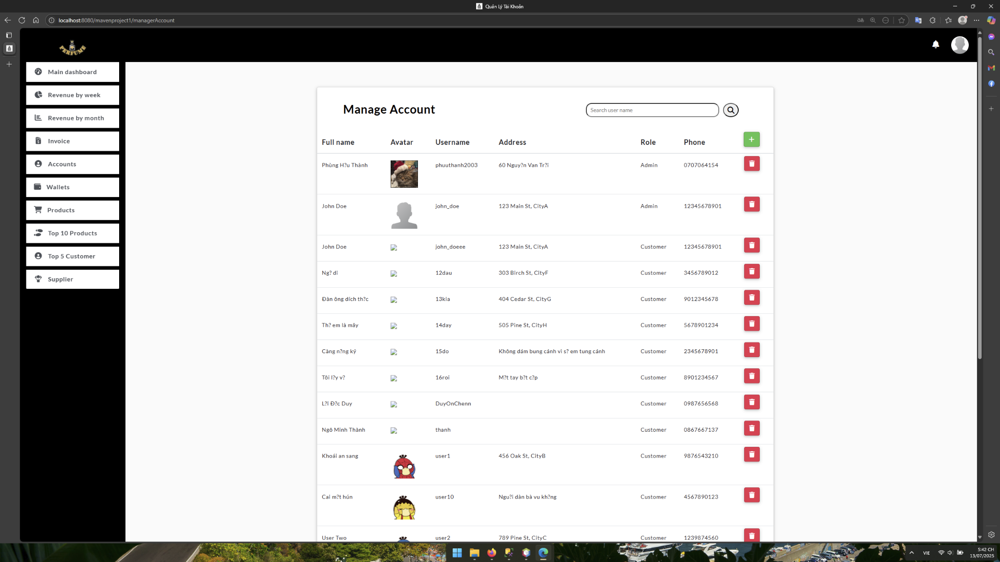 Quản Lý Tài Khoản
localhost:8080/mavenproject1/managerAccount
PERFUME
Main dashboard
Revenue by week
Revenue by month
Invoice
Accounts
Wallets
Products
Top 10 Products
Top 5 Customer
Supplier
Manage Account
Search user name
Full name Avatar Username Address Role Phone +
Phùng H?u Thành phuuthanh2003 60 Nguy?n Van Tr?i Admin 0707064154
John Doe john_doe 123 Main St, CityA Admin 12345678901
John Doe john_doeee 123 Main St, CityA Customer 12345678901
Ng? di 12dau 303 Birch St, CityF Customer 3456789012
Đàn ông dích th?c 13kia 404 Cedar St, CityG Customer 9012345678
Th? em là mây 14day 505 Pine St, CityH Customer 5678901234
Càng n?ng ký 15do Không dám bung cánh vì s? em tung cánh Customer 2345678901
Tôi l?y v? 16roi M?t tay b?t c?p Customer 8901234567
L?i Đ?c Duy DuyOnChenn Customer 0987656568
Ngô Minh Thành thanh Customer 0867667137
Khoái an sang user1 456 Oak St, CityB Customer 9876543210
Cai m?t hún user10 Ngu?i dàn bà vu kh?ng Customer 4567890123
User Two user2 789 Pine St, CityC Customer 1239874560
VIE
5:42 CH
13/07/2025